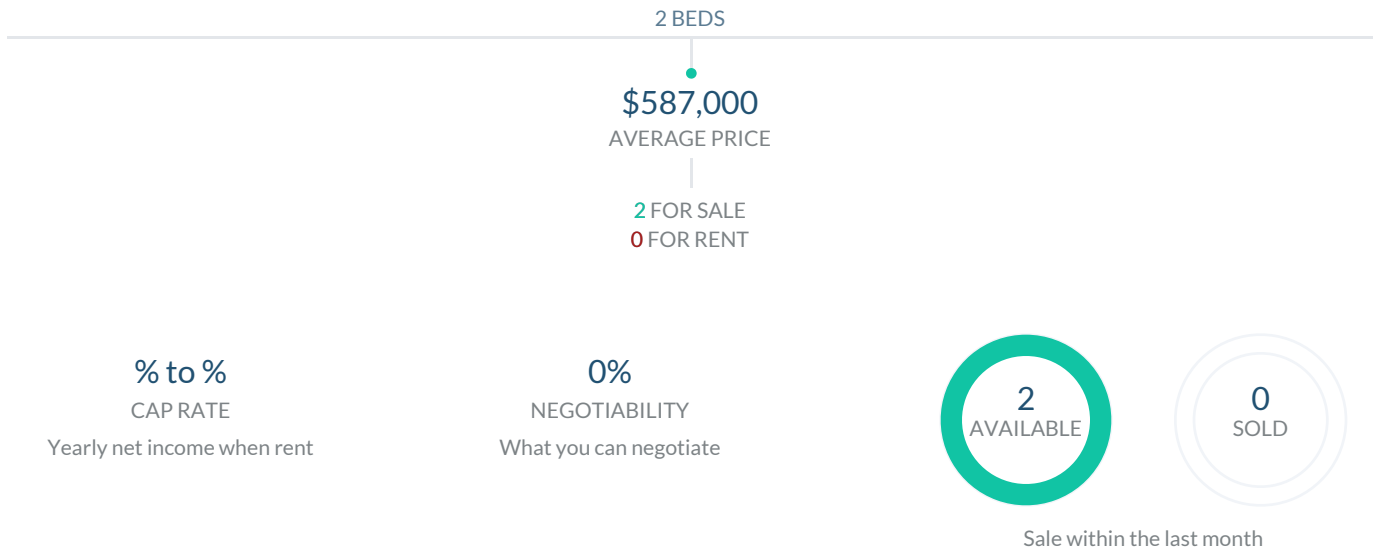 2 BEDS
$587,000
AVERAGE PRICE
2 FOR SALE
0 FOR RENT
% to %
CAP RATE
Yearly net income when rent
0%
NEGOTIABILITY
What you can negotiate
2
AVAILABLE
0
SOLD
Sale within the last month